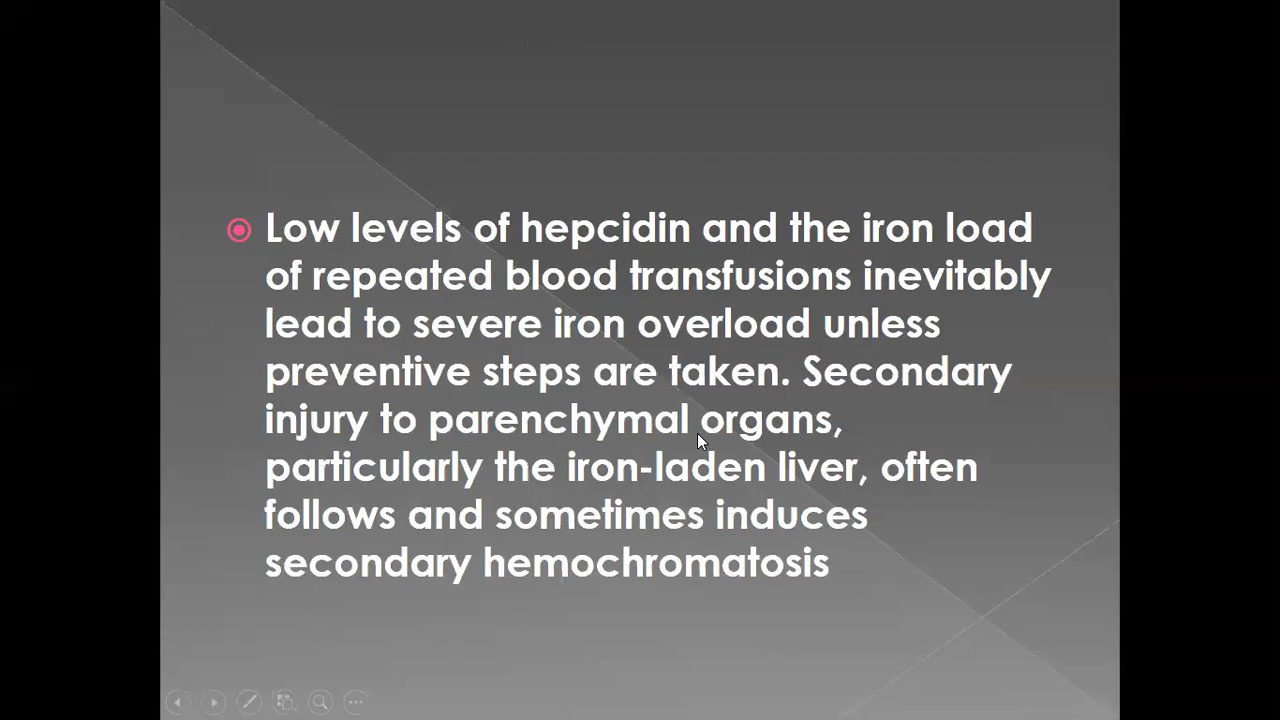 Low levels of hepcidin and the iron load
of repeated blood transfusions inevitably
lead to severe iron overload unless
preventive steps are taken. Secondary
injury to parenchymal organs,
particularly the iron-laden liver, often
follows and sometimes induces
secondary hemochromatosis